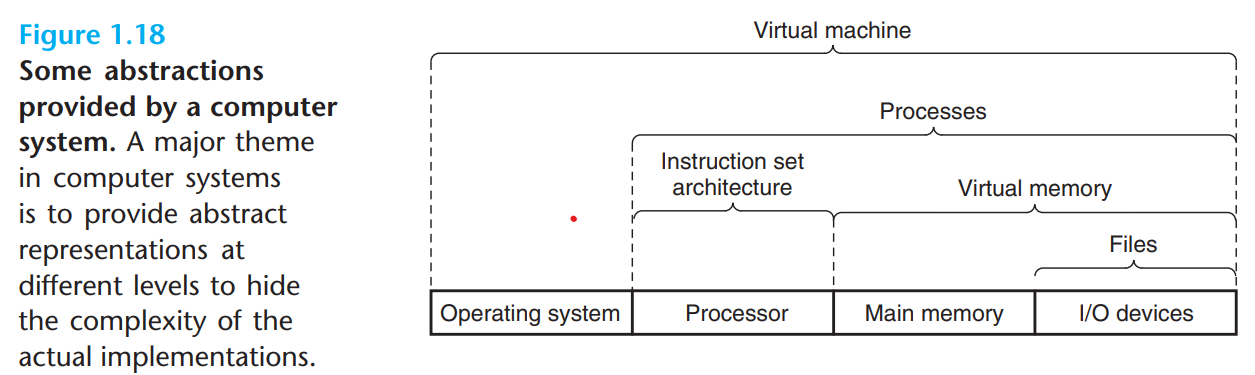 Figure 1.18
Some abstractions
provided by a computer
system. A major theme
in computer systems
is to provide abstract
representations at
different levels to hide
the complexity of the
actual implementations.
Virtual machine
Processes
Instruction set
architecture
Virtual memory
Files
Operating system
Processor
Main memory
I/O devices